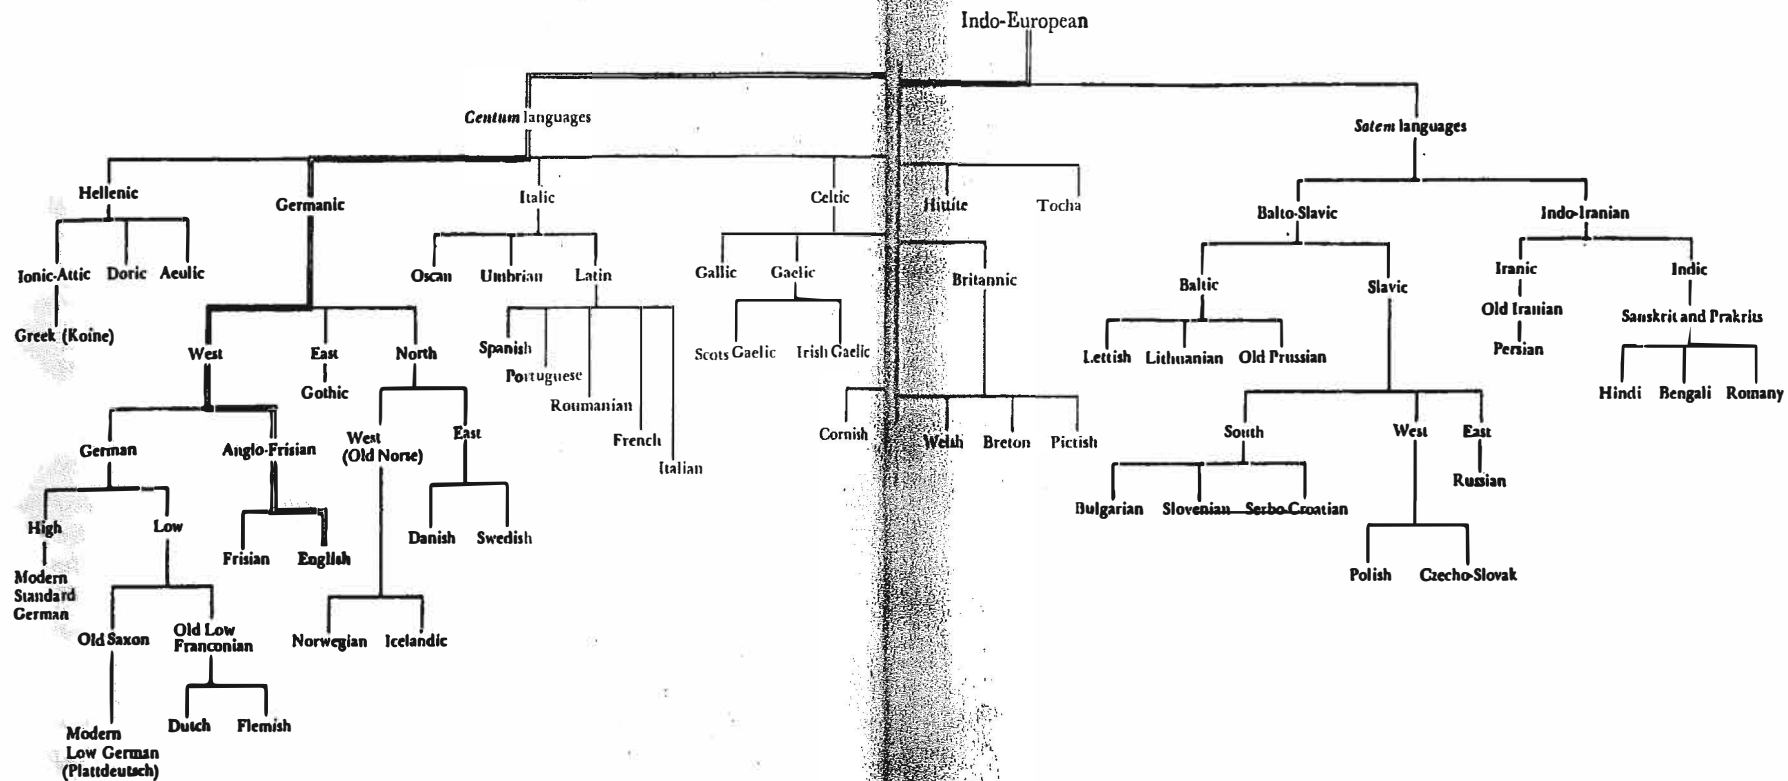 Indo-European
Centum languages
Satem languages
Hellenic
Germanic
Italic
Celtic
Hittite
Tocha
Balto-Slavic
Indo-Iranian
Ionic-Attic
Doric
Aeulic
Oscan
Umbrian
Latin
Gallic
Gaelic
Britannic
Baltic
Slavic
Iranic
Indic
Greek (Koine)
Old Iranian
Sanskrit and Prakrits
Persian
West
East
North
Gothic
Spanish
Portuguese
Roumanian
French
Italian
Scots Gaelic
Irish Gaelic
Lettish
Lithuanian
Old Prussian
Hindi
Bengali
Romany
German
Anglo-Frisian
West
(Old Norse)
East
Cornish
Welsh
Breton
Pictish
South
West
East
Russian
High
Low
Frisian
English
Danish
Swedish
Bulgarian
Slovenian
Serbo-Croatian
Modern
Standard
German
Polish
Czecho-Slovak
Old Saxon
Old Low
Franconian
Norwegian
Icelandic
Dutch
Flemish
Modern
Low German
(Plattdeutsch)